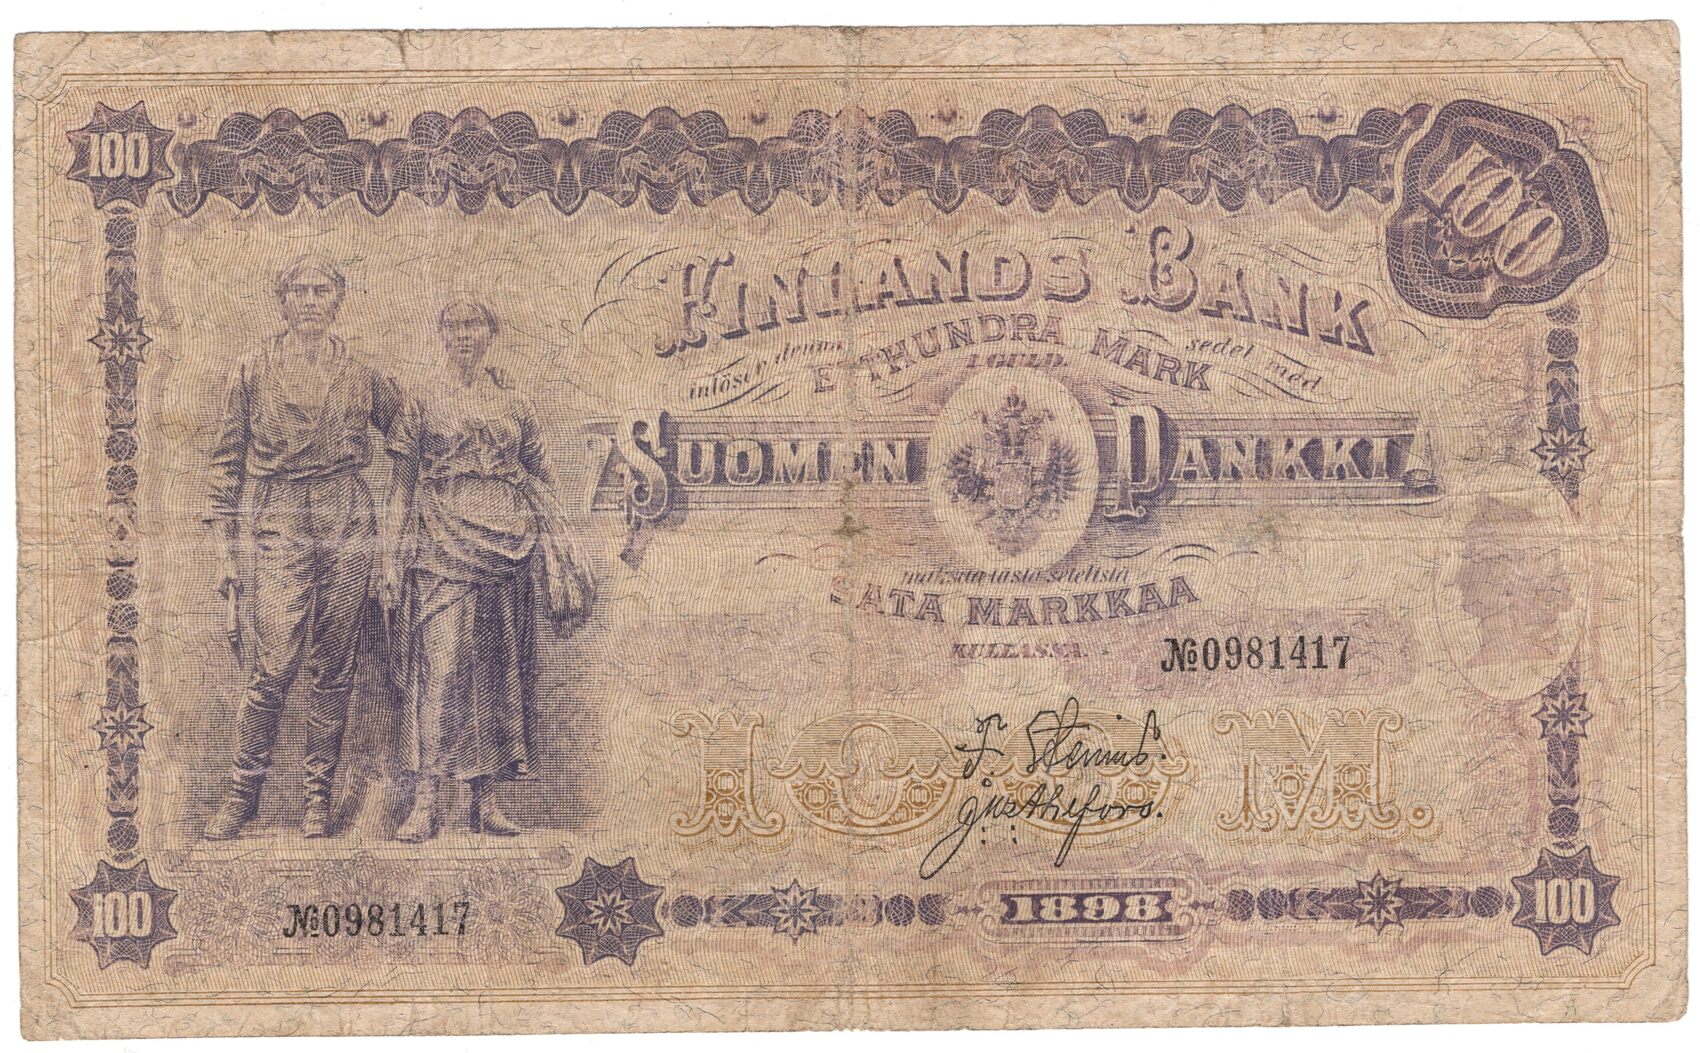 100
100
FINLANDS BANK
inlöser denna sedel med
ETTHUNDRA MARK
I GULD.
SUOMEN PANKKI
maksaa tästä setelistä
SATA MARKKAA
KULLASSA.
№0981417
100 M.
№0981417
100
1898
100